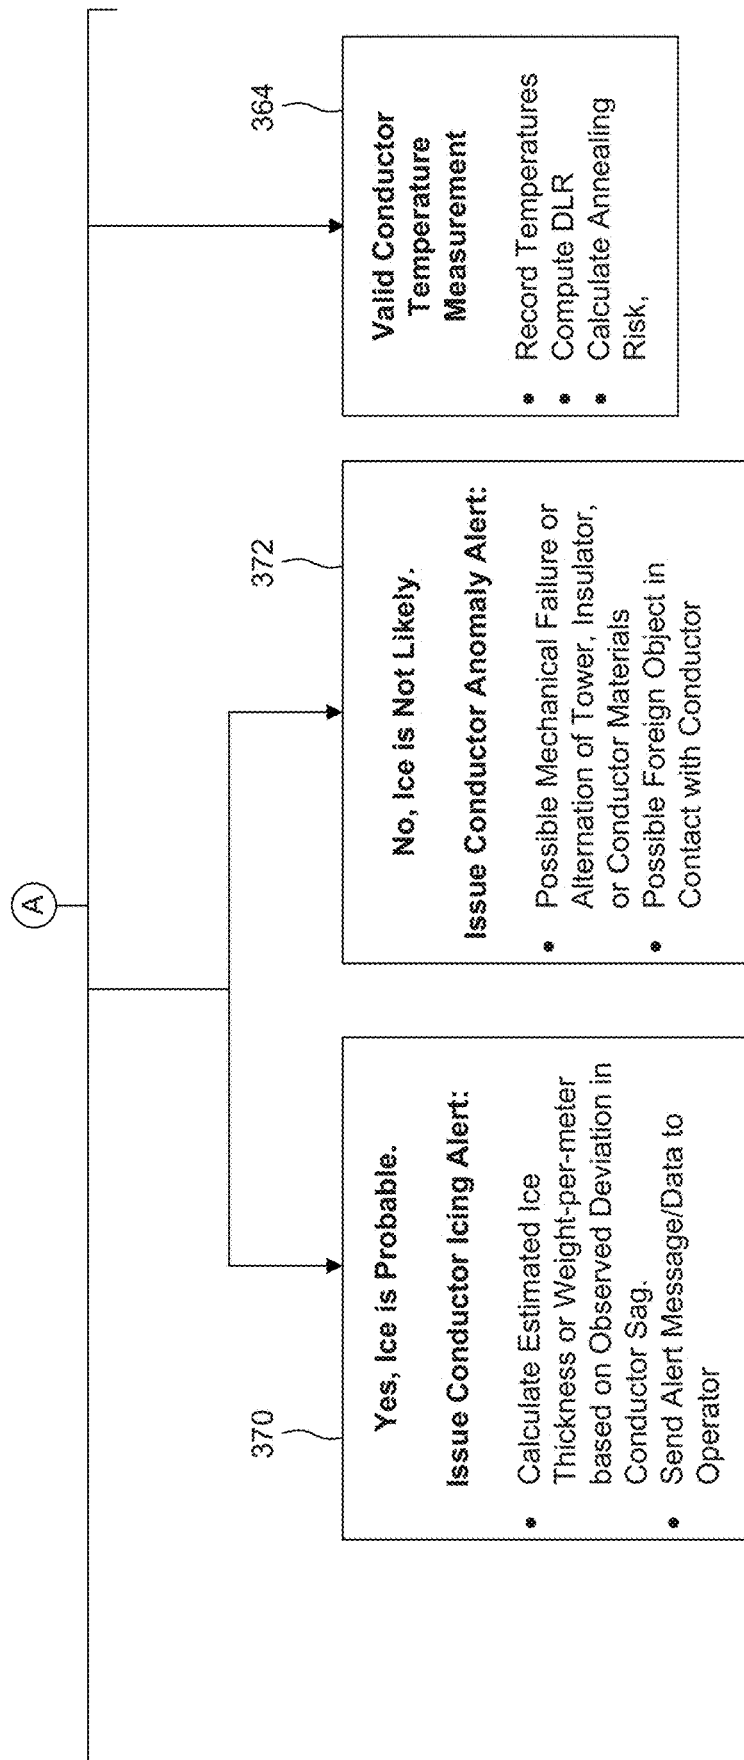 A
370
Yes, Ice is Probable.
Issue Conductor Icing Alert:
• Calculate Estimated Ice
Thickness or Weight-per-meter
based on Observed Deviation in
Conductor Sag.
• Send Alert Message/Data to
Operator
372
No, Ice is Not Likely.
Issue Conductor Anomaly Alert:
• Possible Mechanical Failure or
Alternation of Tower, Insulator,
or Conductor Materials
• Possible Foreign Object in
Contact with Conductor
364
Valid Conductor
Temperature
Measurement
• Record Temperatures
• Compute DLR
• Calculate Annealing
Risk,